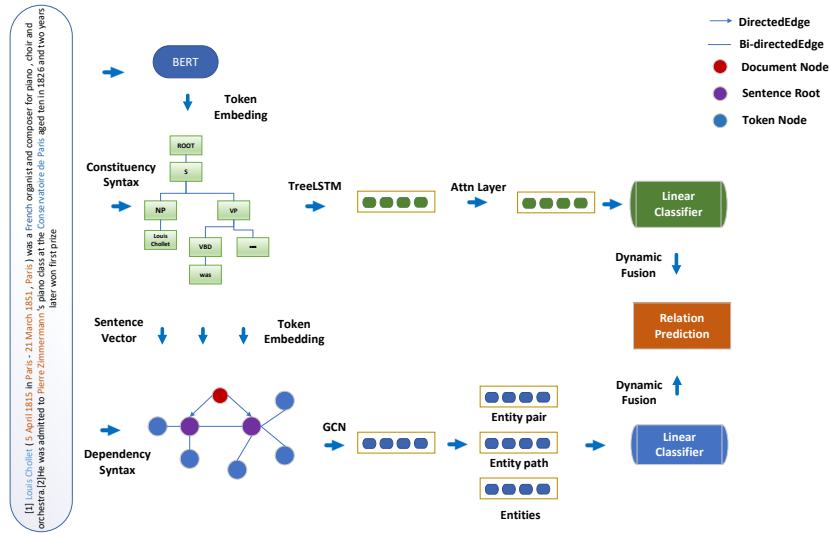 [1] Louis Chollet ( 5 April 1815 in Paris - 21 March 1851, Paris ) was a French organist and composer for piano , choir and
orchestra.[2]He was admitted to Pierre Zimmermann 's piano class at the Conservatoire de Paris aged ten in 1826 and two years
later won first prize
BERT
Token
Embeding
Constituency
Syntax
ROOT
S
NP
VP
Louis
Chollet
VBD
was
TreeLSTM
Attn Layer
Linear
Classifier
Dynamic
Fusion
Relation
Prediction
Dynamic
Fusion
Linear
Classifier
Sentence
Vector
Token
Embedding
Dependency
Syntax
GCN
Entity pair
Entity path
Entities
DirectedEdge
Bi-directedEdge
Document Node
Sentence Root
Token Node